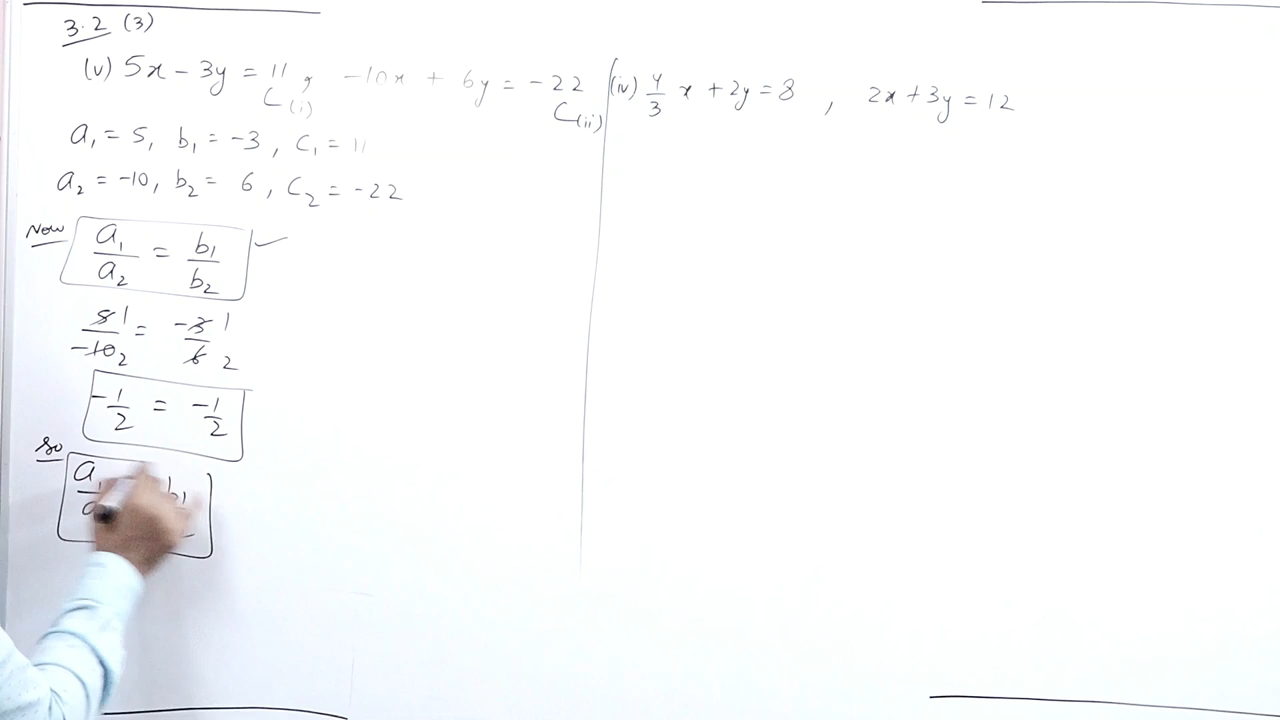 3.2 (3)
(v) 5x - 3y = 11, -10x + 6y = -22
(i) (ii)
a₁ = 5, b₁ = -3, c₁ = 11
a₂ = -10, b₂ = 6, c₂ = -22
Now a₁/a₂ = b₁/b₂ ✓
5 1/-10 2 = -3 1/6 2
-1/2 = -1/2
So a₁
b₁
(iv) 4/3 x + 2y = 8, 2x + 3y = 12